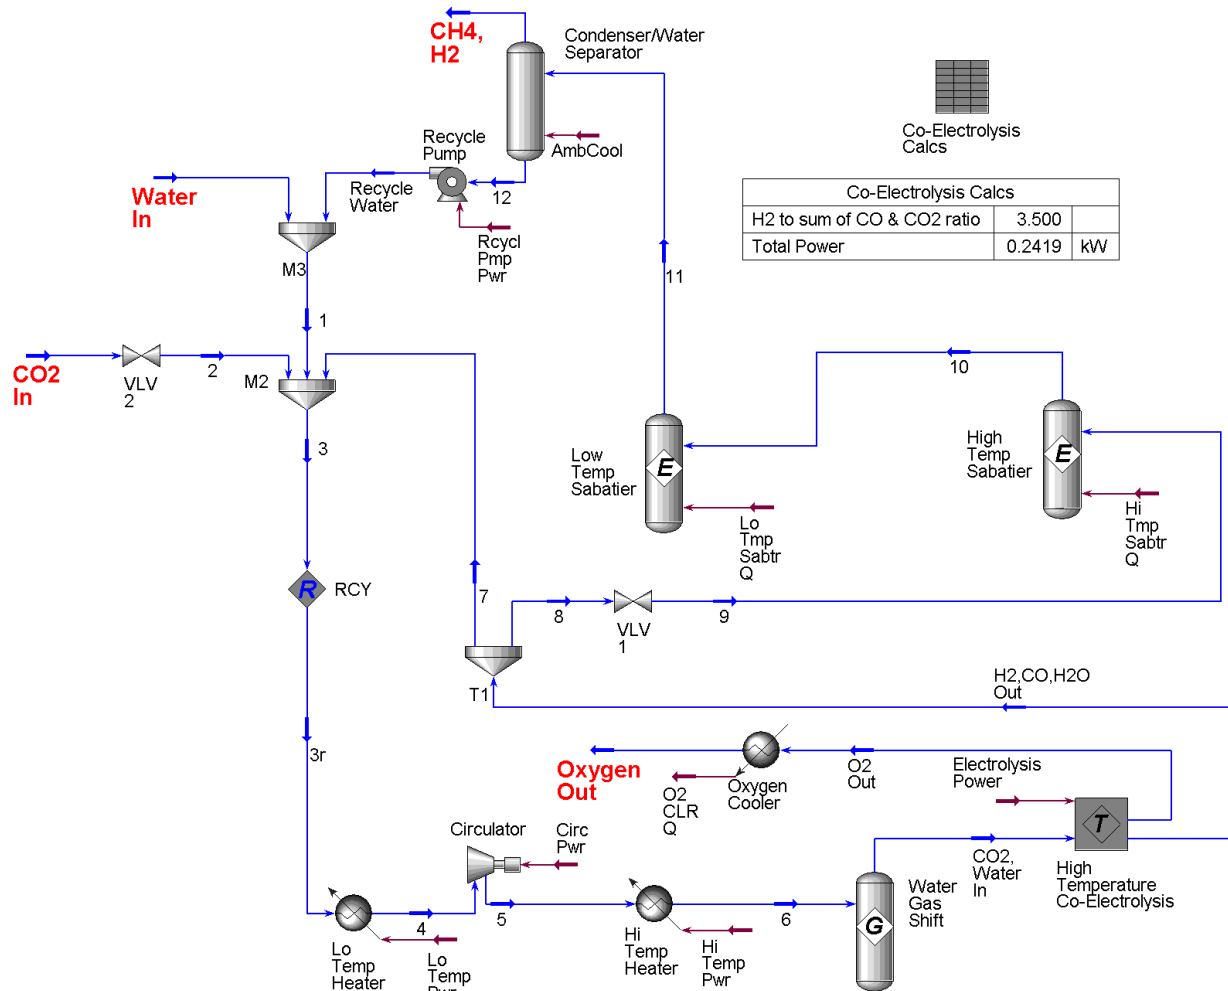 CH4,
H2
Condenser/Water
Separator
Co-Electrolysis
Calcs
AmbCool
Recycle
Pump
12
Recycle
Water
Rcycl
Pmp
Pwr
Water
In
M3
1
11
Co-Electrolysis Calcs
H2 to sum of CO & CO2 ratio 3.500
Total Power 0.2419 kW
CO2
In
VLV
2
2
M2
3
10
Low
Temp
Sabatier
E
Lo
Tmp
Sabtr
Q
High
Temp
Sabatier
E
Hi
Tmp
Sabtr
Q
R
RCY
7
8
VLV
1
9
T1
H2,CO,H2O
Out
3r
Oxygen
Out
O2
CLR
Q
Oxygen
Cooler
O2
Out
Electrolysis
Power
T
High
Temperature
Co-Electrolysis
Circulator
Circ
Pwr
CO2,
Water
In
Lo
Temp
Heater
4
Lo
Temp
Pwr
5
Hi
Temp
Heater
6
Hi
Temp
Pwr
G
Water
Gas
Shift